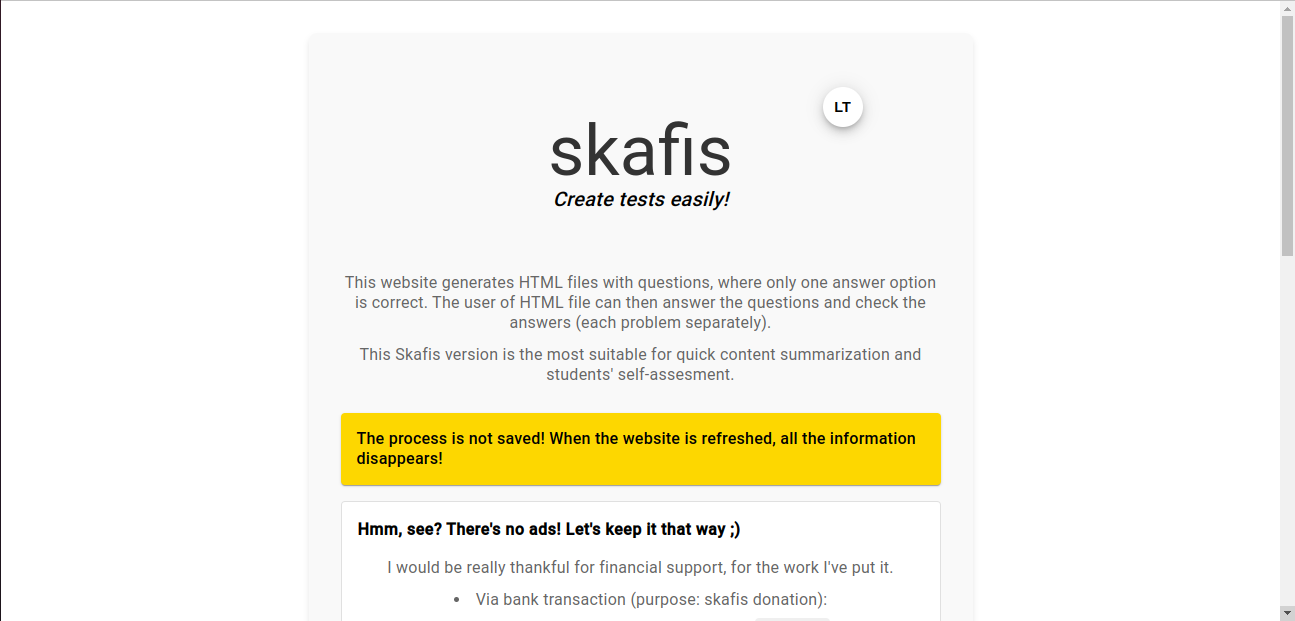 LT
skafis
Create tests easily!
This website generates HTML files with questions, where only one answer option
is correct. The user of HTML file can then answer the questions and check the
answers (each problem separately).
This Skafis version is the most suitable for quick content summarization and
students' self-assesment.
The process is not saved! When the website is refreshed, all the information
disappears!
Hmm, see? There's no ads! Let's keep it that way ;)
I would be really thankful for financial support, for the work I've put it.
• Via bank transaction (purpose: skafis donation):